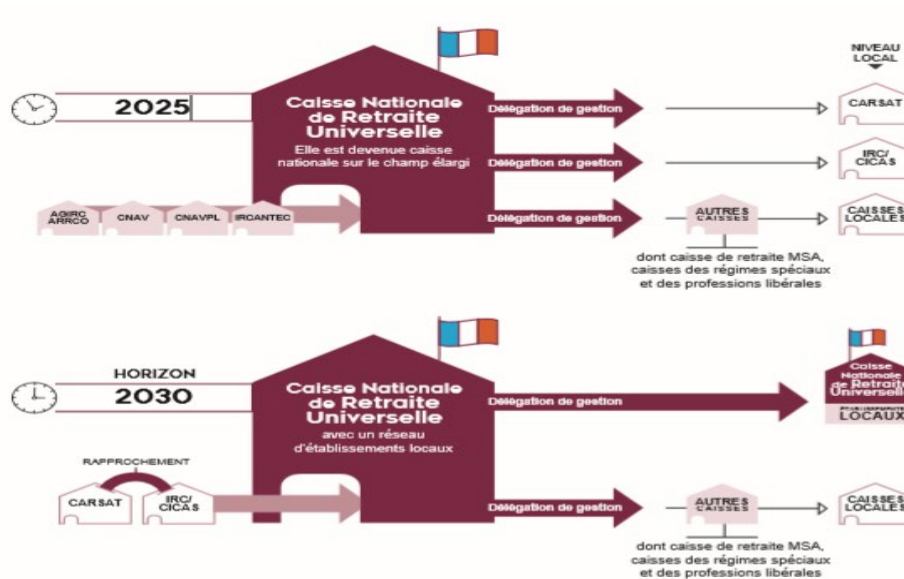 NIVEAU
LOCAL
2025
Caisse Nationale
de Retraite
Universelle
Elle est devenue caisse
nationale sur le champ élargi
Délégation de gestion
CARSAT
Délégation de gestion
IRC/
CICAS
AGIRC
ARRCO
CNAV
CNAVPL
IRCANTEC
Délégation de gestion
AUTRES
CAISSES
CAISSES
LOCALES
dont caisse de retraite MSA,
caisses des régimes spéciaux
et des professions libérales
HORIZON
2030
Caisse Nationale
de Retraite
Universelle
avec un réseau
d'établissements locaux
Délégation de gestion
Caisse
Nationale
de Retraite
Universelle
LOCAUX
RAPPROCHEMENT
CARSAT
IRC/
CICAS
Délégation de gestion
AUTRES
CAISSES
CAISSES
LOCALES
dont caisse de retraite MSA,
caisses des régimes spéciaux
et des professions libérales